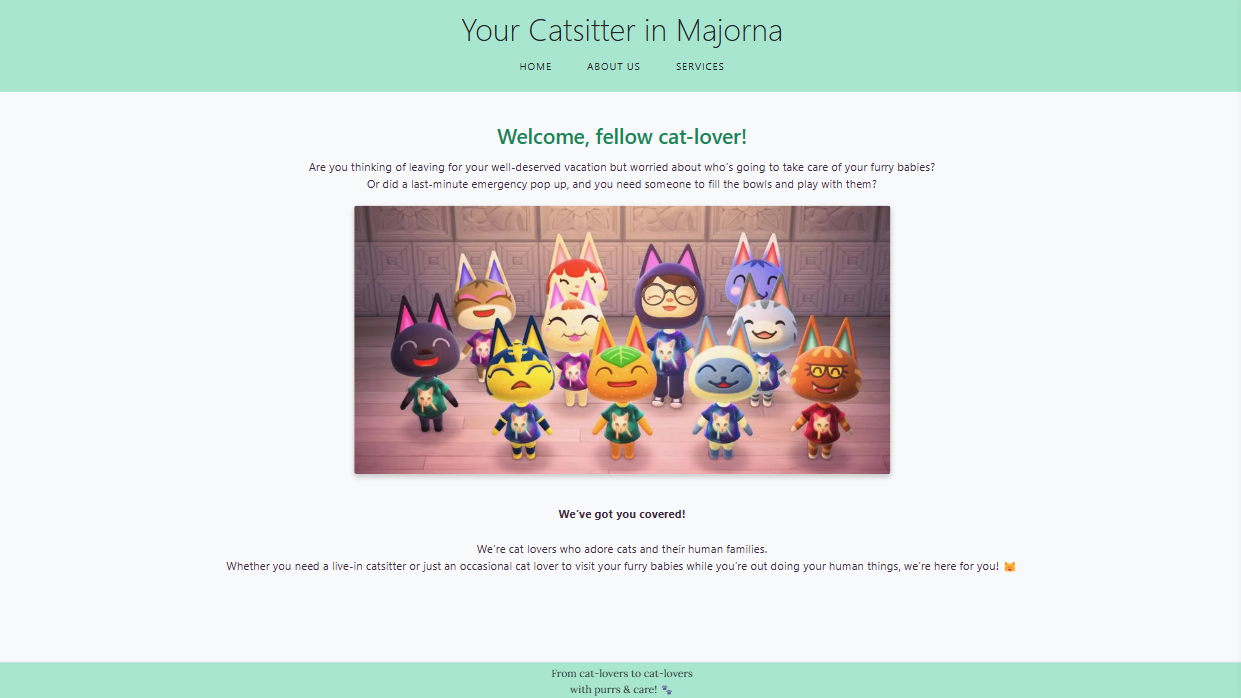 Your Catsitter in Majorna
HOME ABOUT US SERVICES
Welcome, fellow cat-lover!
Are you thinking of leaving for your well-deserved vacation but worried about who's going to take care of your furry babies?
Or did a last-minute emergency pop up, and you need someone to fill the bowls and play with them?
We've got you covered!
We're cat lovers who adore cats and their human families.
Whether you need a live-in catsitter or just an occasional cat lover to visit your furry babies while you're out doing your human things, we're here for you! 😺
From cat-lovers to cat-lovers
with purrs & care! 🐾